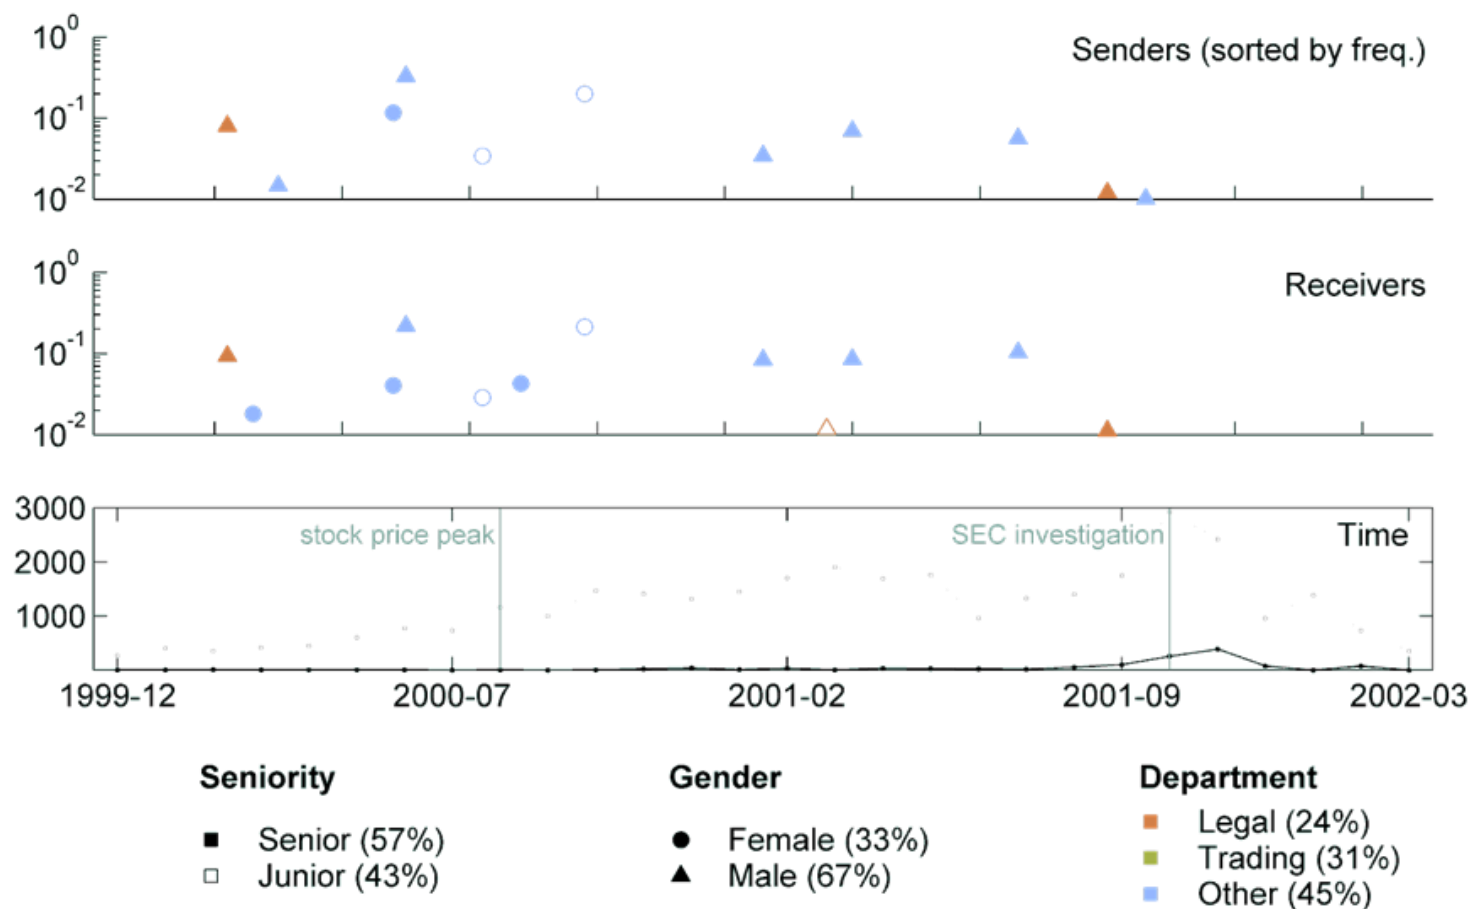 Senders (sorted by freq.)
10^0
10^-1
10^-2
Receivers
10^0
10^-1
10^-2
3000
2000
1000
stock price peak
SEC investigation
Time
1999-12
2000-07
2001-02
2001-09
2002-03
Seniority
Senior (57%)
Junior (43%)
Gender
Female (33%)
Male (67%)
Department
Legal (24%)
Trading (31%)
Other (45%)